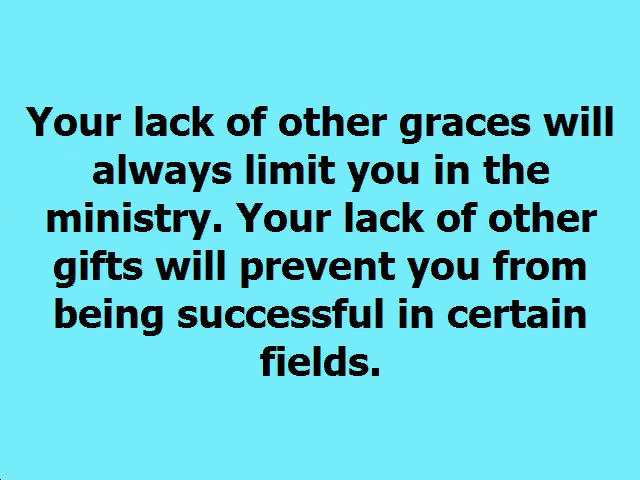 Your lack of other graces will
always limit you in the
ministry. Your lack of other
gifts will prevent you from
being successful in certain
fields.